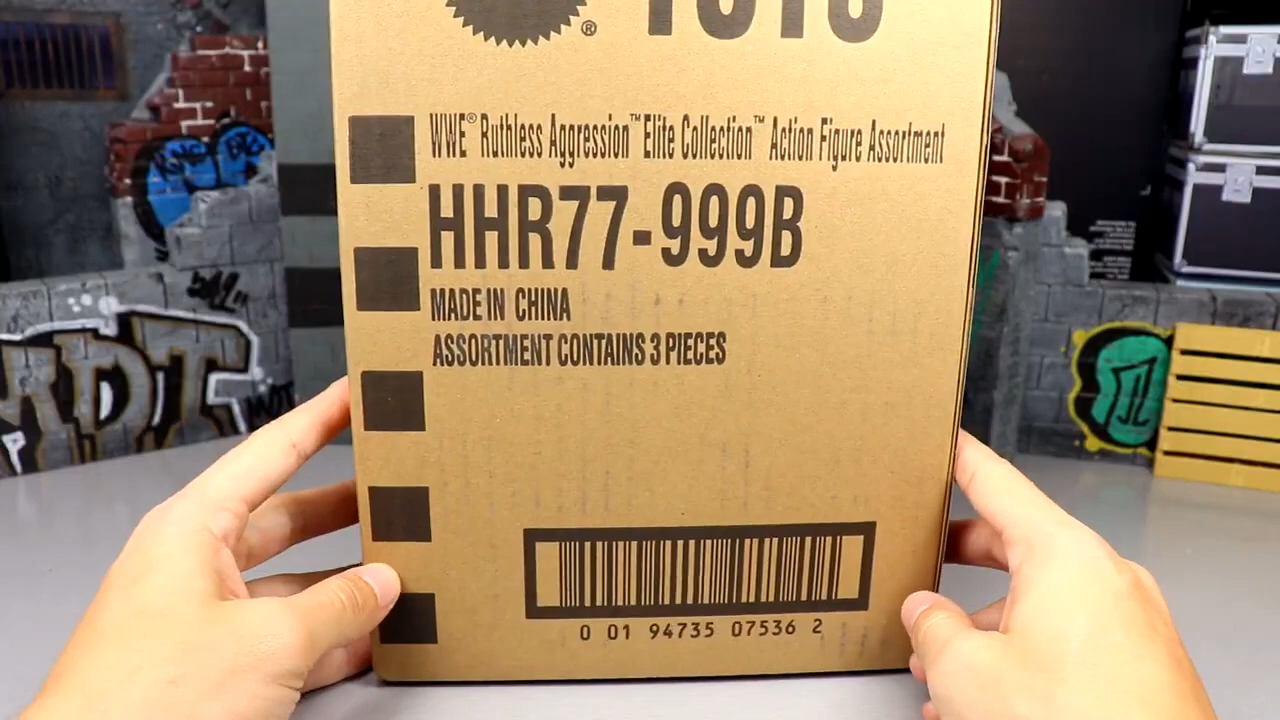 ®
WWE® Ruthless Aggression™ Elite Collection™ Action Figure Assortment
HHR77-999B
MADE IN CHINA
ASSORTMENT CONTAINS 3 PIECES
0 01 94735 07536 2